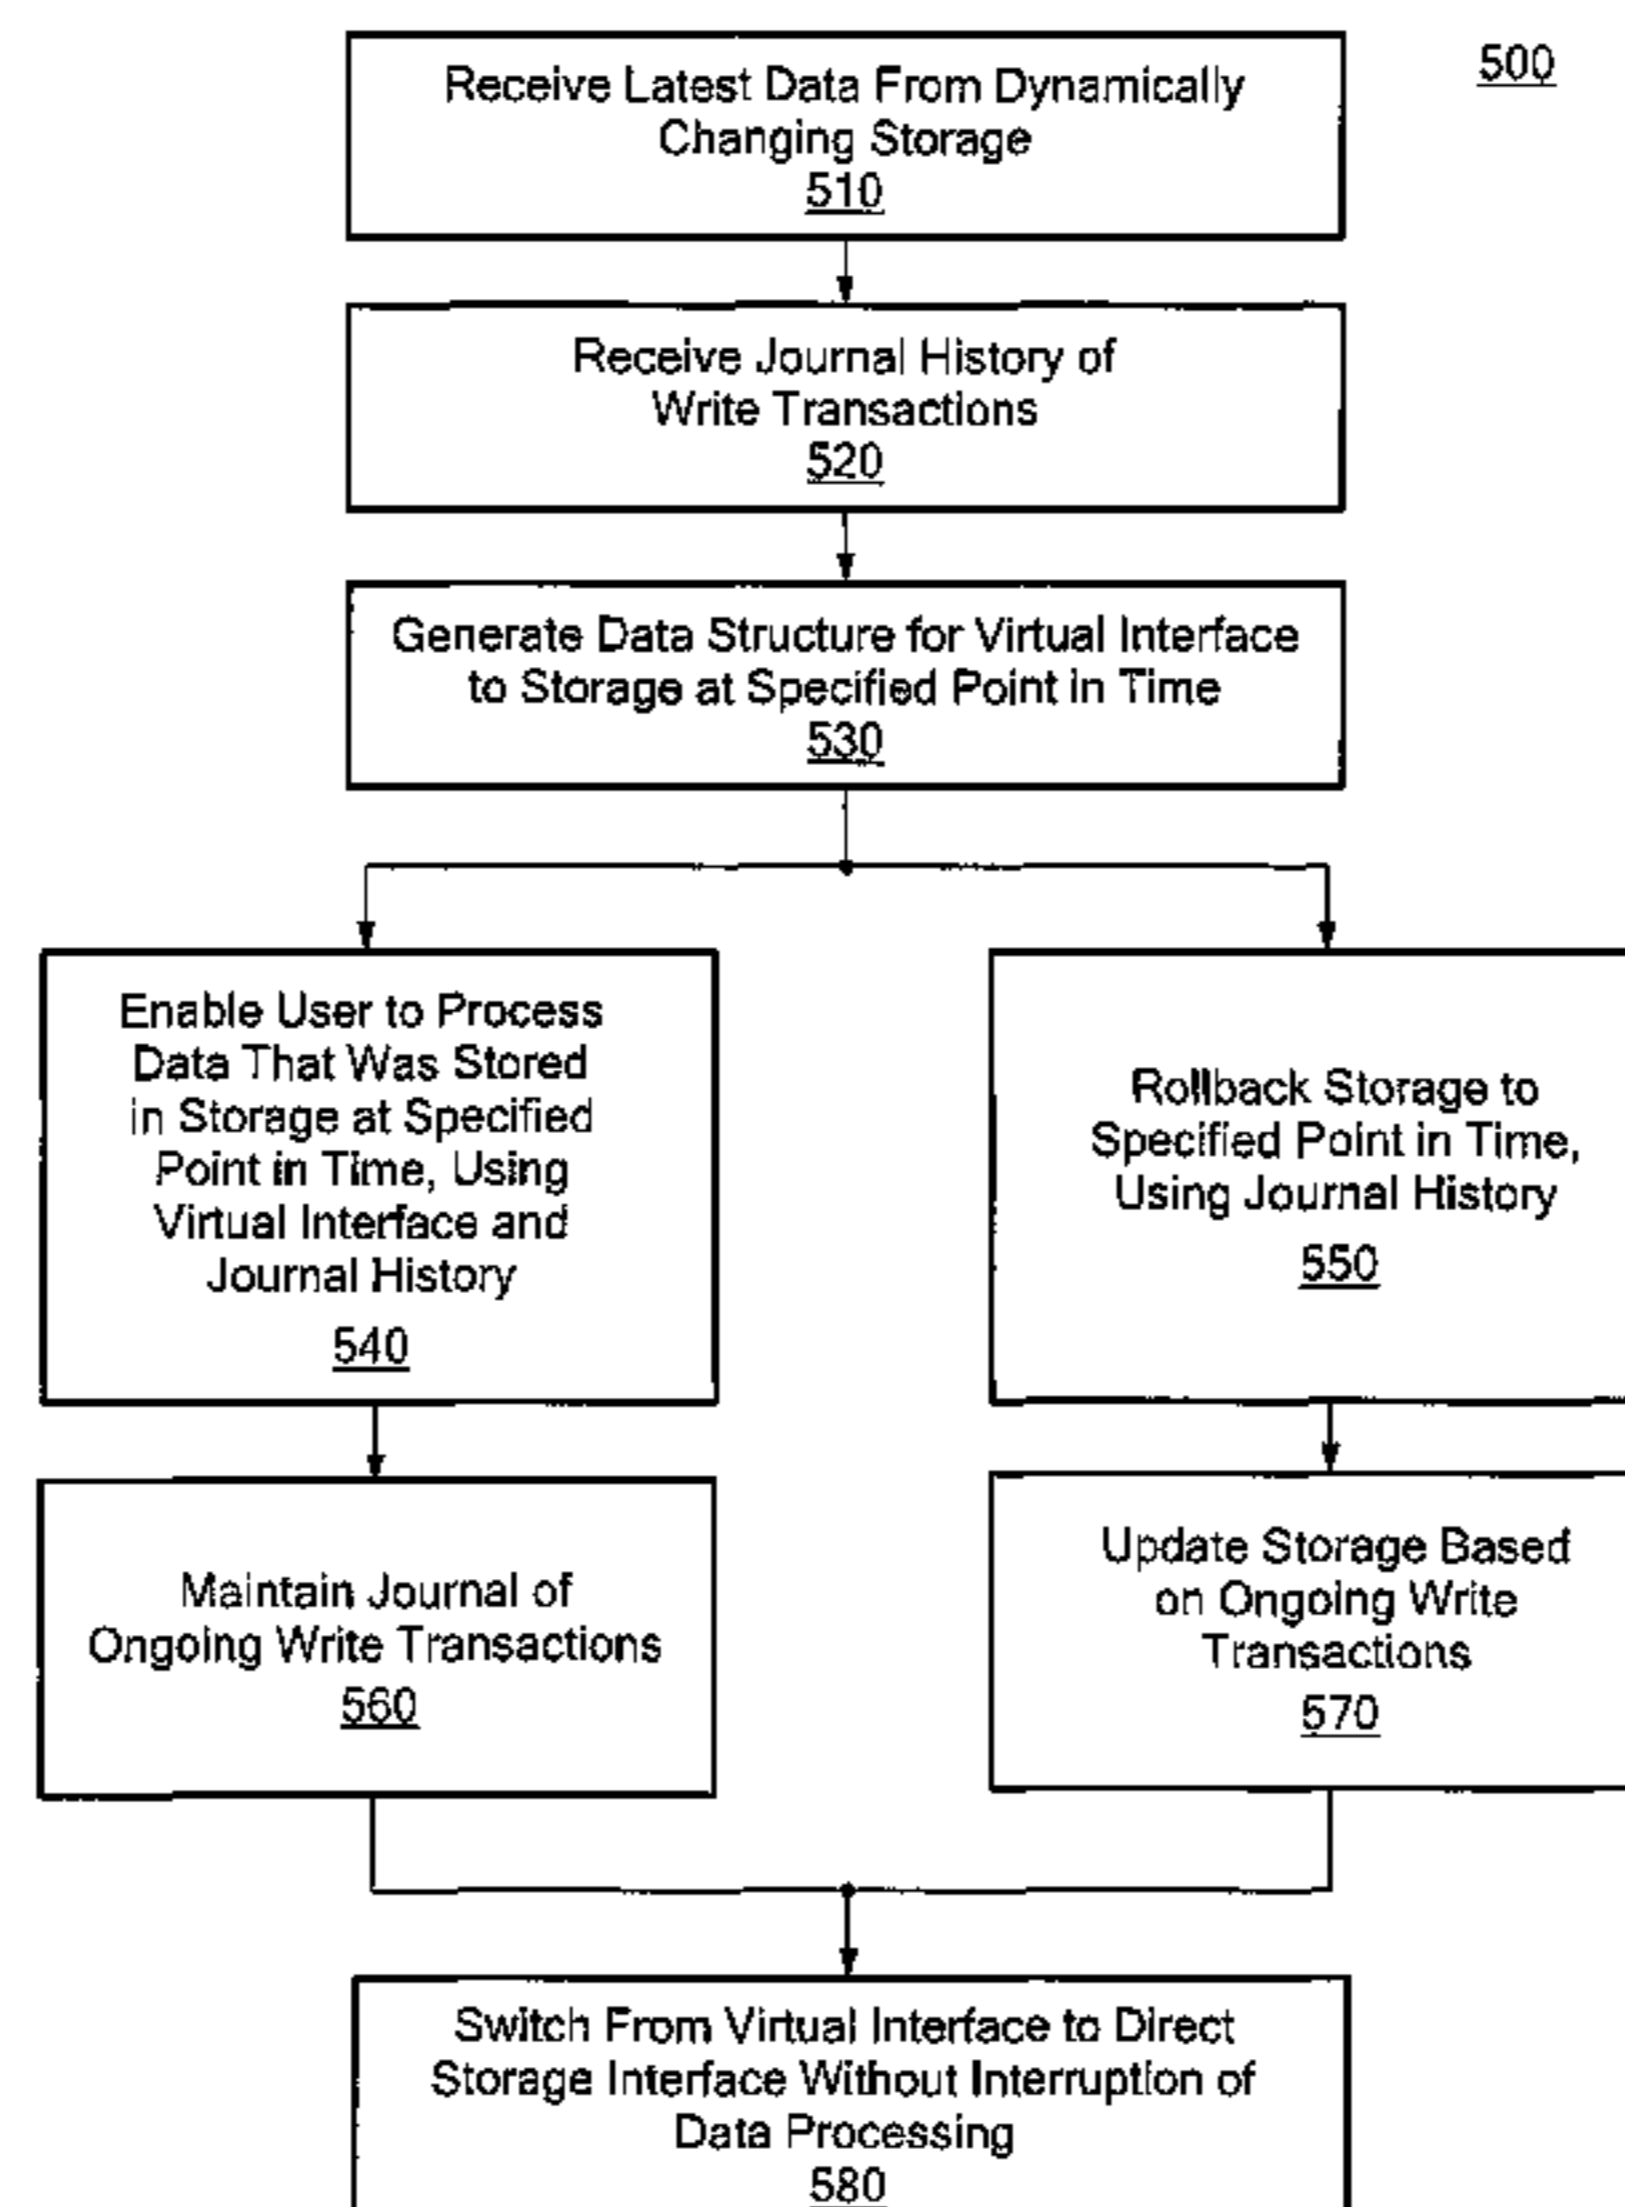 500
Receive Latest Data From Dynamically
Changing Storage
510
Receive Journal History of
Write Transactions
520
Generate Data Structure for Virtual Interface
to Storage at Specified Point in Time
530
Enable User to Process
Data That Was Stored
in Storage at Specified
Point in Time, Using
Virtual Interface and
Journal History
540
Rollback Storage to
Specified Point in Time,
Using Journal History
550
Maintain Journal of
Ongoing Write Transactions
560
Update Storage Based
on Ongoing Write
Transactions
570
Switch From Virtual Interface to Direct
Storage Interface Without Interruption of
Data Processing
580